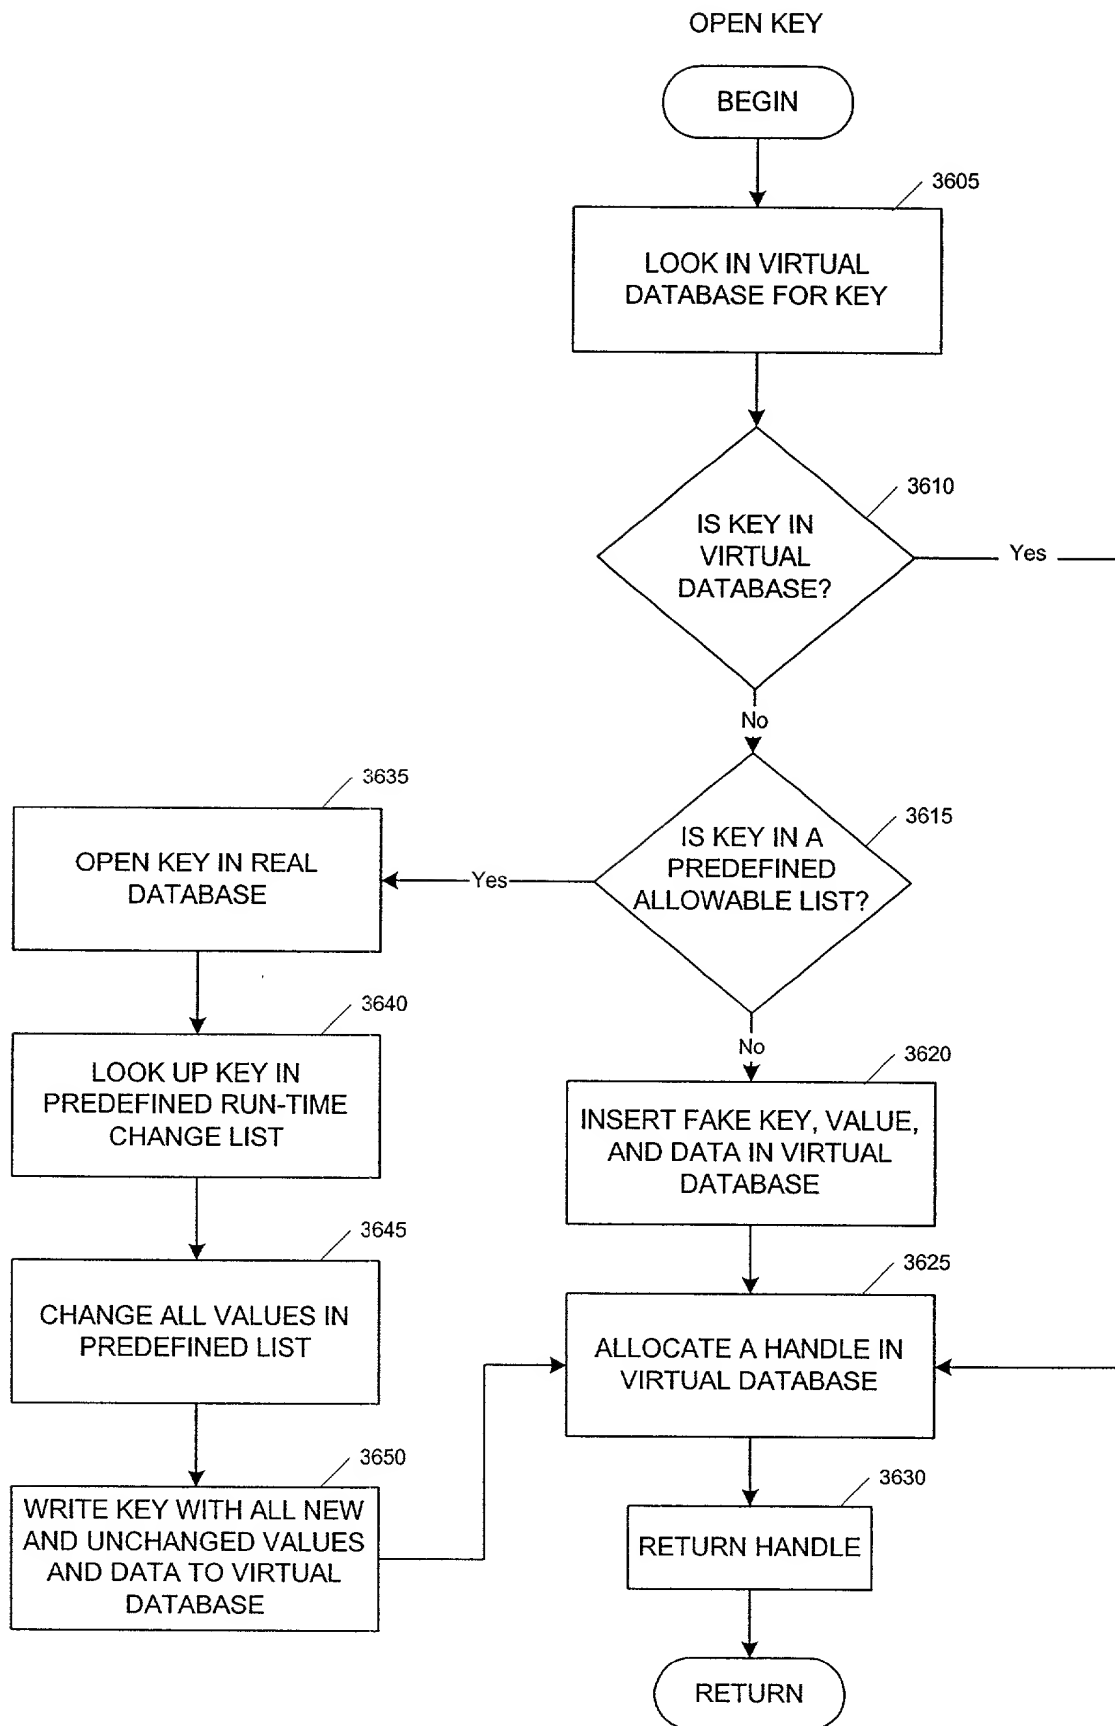 OPEN KEY
BEGIN
3605
LOOK IN VIRTUAL
DATABASE FOR KEY
3610
IS KEY IN
VIRTUAL
DATABASE?
Yes
No
3615
IS KEY IN A
PREDEFINED
ALLOWABLE LIST?
Yes
No
3635
OPEN KEY IN REAL
DATABASE
3640
LOOK UP KEY IN
PREDEFINED RUN-TIME
CHANGE LIST
3645
CHANGE ALL VALUES IN
PREDEFINED LIST
3650
WRITE KEY WITH ALL NEW
AND UNCHANGED VALUES
AND DATA TO VIRTUAL
DATABASE
3620
INSERT FAKE KEY, VALUE,
AND DATA IN VIRTUAL
DATABASE
3625
ALLOCATE A HANDLE IN
VIRTUAL DATABASE
3630
RETURN HANDLE
RETURN